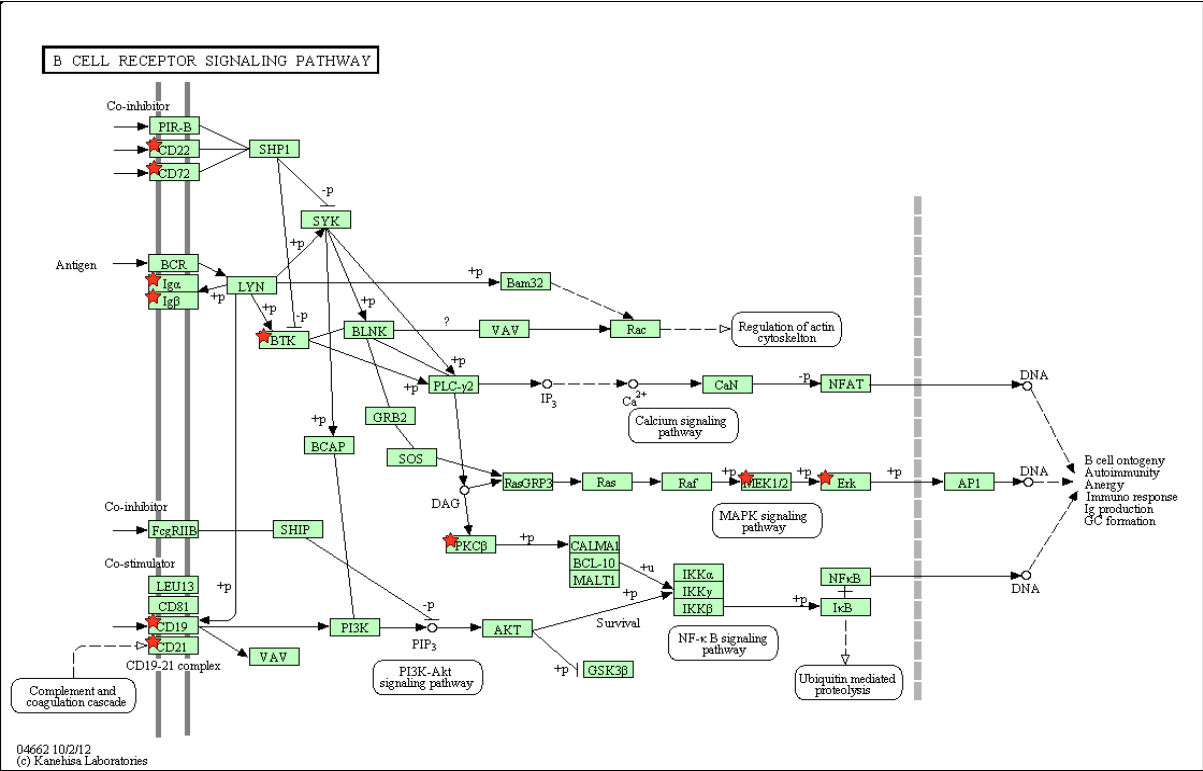 B CELL RECEPTOR SIGNALING PATHWAY
Co-inhibitor
PIR-B
CD22
SHP1
CD72
-p
SYK
+p
Antigen
BCR
Igα
LYN
+p
Bam32
Igβ
+p
+p
-p
+p
BTK
BLNK
?
VAV
Rac
Regulation of actin
cytoskelton
+p
+p
PLC-γ2
IP3
Ca2+
CaN
-p
NFAT
DNA
Calcium signaling
pathway
GRB2
+p
BCAP
SOS
RasGRP3
Ras
Raf
+p
MEK1/2
+p
Erk
+p
AP1
DNA
B cell ontogeny
Autoimmunity
Anergy
Immuno response
Ig production
GC formation
DAG
MAPK signaling
pathway
Co-inhibitor
FcgRIIB
SHIP
PKCβ
+p
CALMA1
BCL-10
MALT1
+u
Co-stimulator
LEU13
+p
CD81
IKKα
IKKγ
IKKβ
+p
+p
NFκB
IκB
DNA
CD19
PI3K
-p
PIP3
AKT
Survival
CD21
CD19-21 complex
VAV
PI3K-Akt
signaling pathway
+p
GSK3β
NF-κ B signaling
pathway
Ubiquitin mediated
proteolysis
Complement and
coagulation cascade
04662 10/2/12
(c) Kanehisa Laboratories